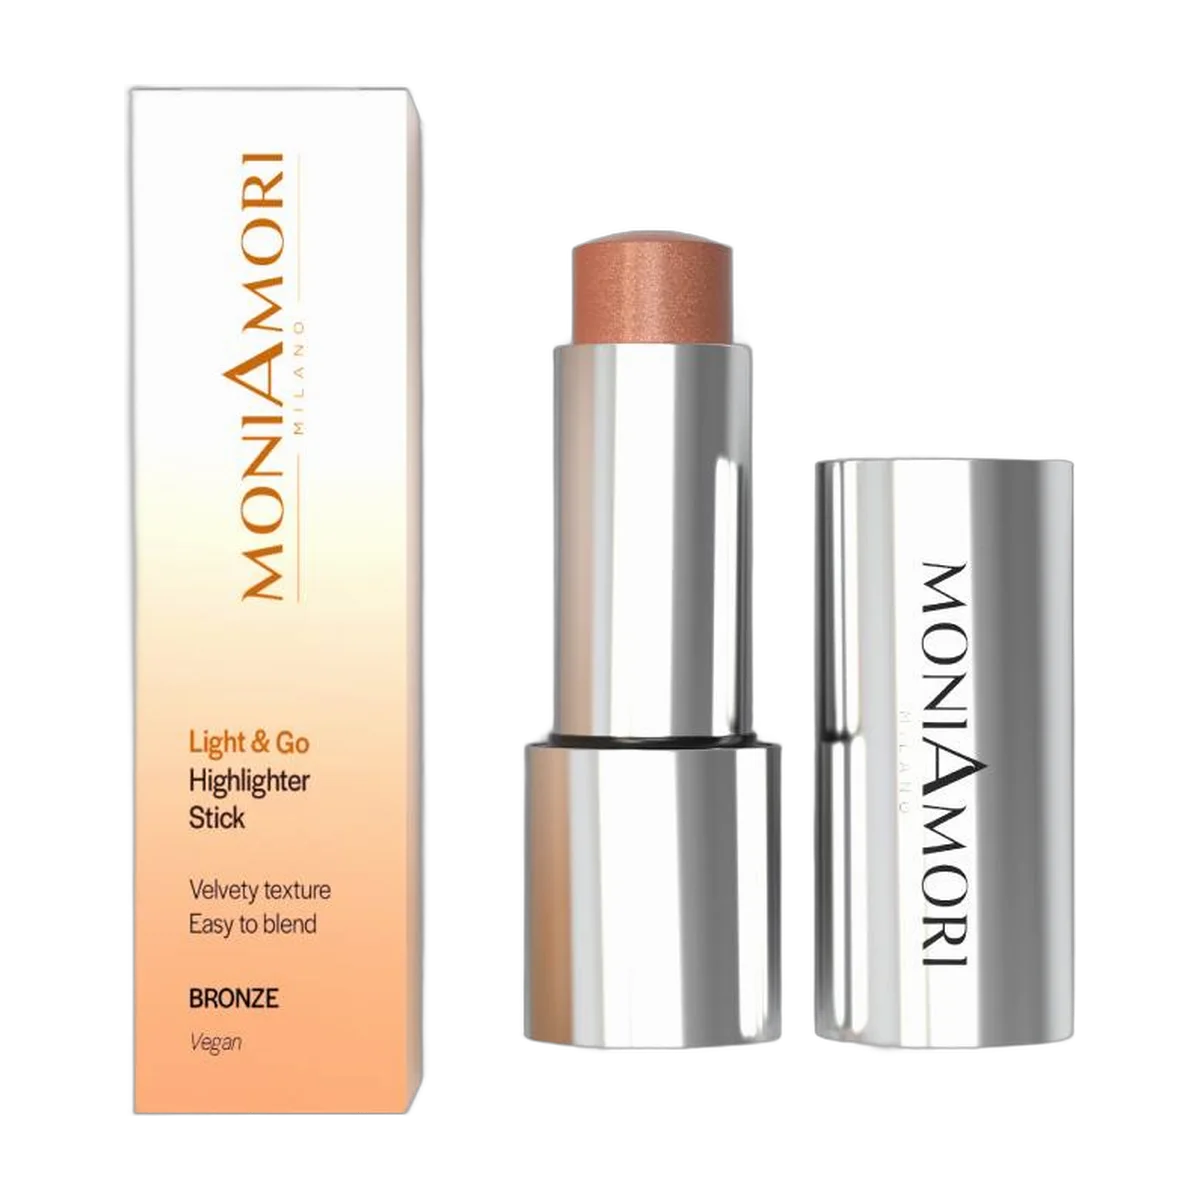 MONIAMORI
MILANO
Light & Go
Highlighter
Stick
Velvety texture
Easy to blend
BRONZE
Vegan
MONIAMORI
MILANO